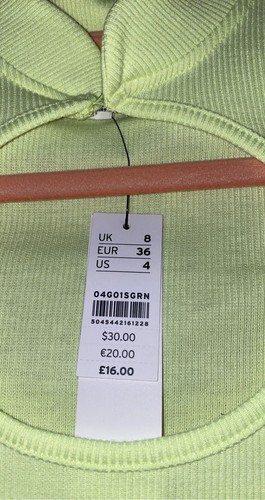 UK 8
EUR 36
US 4
04G01SGRN
5045442161228
$30.00
€20.00
£16.00